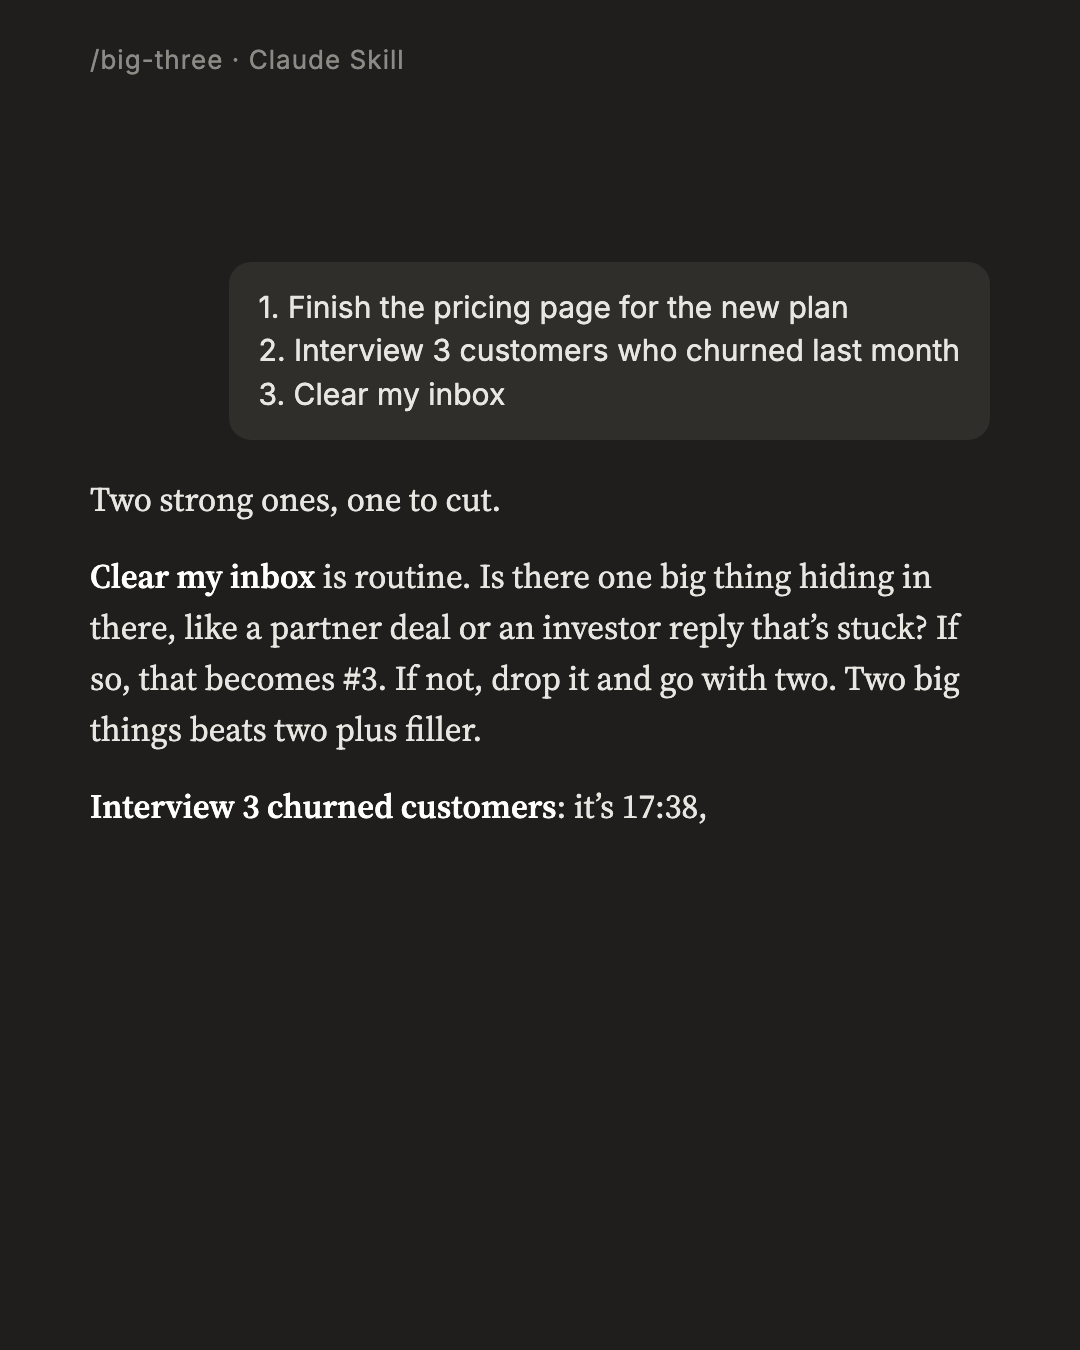 /big-three · Claude Skill
1. Finish the pricing page for the new plan
2. Interview 3 customers who churned last month
3. Clear my inbox
Two strong ones, one to cut.
Clear my inbox is routine. Is there one big thing hiding in
there, like a partner deal or an investor reply that’s stuck? If
so, that becomes #3. If not, drop it and go with two. Two big
things beats two plus filler.
Interview 3 churned customers: it’s 17:38,